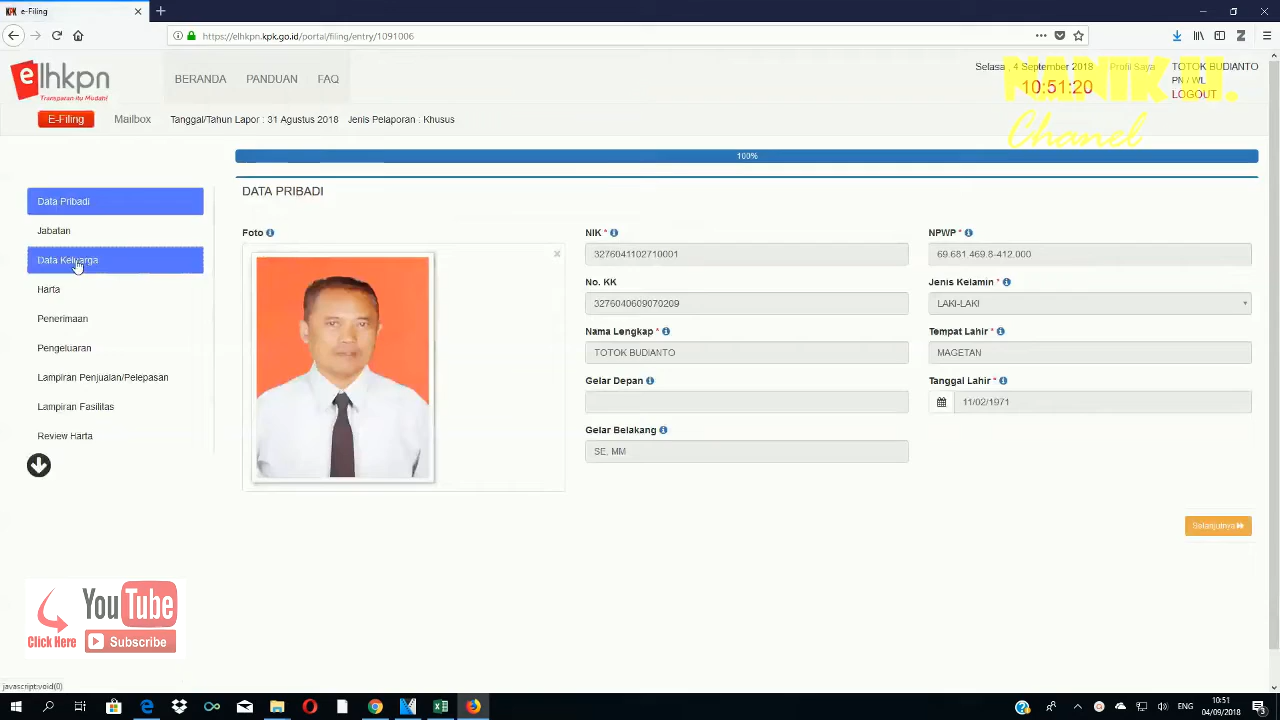 e-Filing
https://elhkpn.kpk.go.id/portal/filing/entry/1091006
elhkpn
Transparan itu Mudah!
BERANDA PANDUAN FAQ
Selasa , 4 September 2018 Profil Saya TOTOK BUDIANTO
10:51:20 PN / WL
LOGOUT
Chanel
E-Filing Mailbox Tanggal/Tahun Lapor : 31 Agustus 2018 Jenis Pelaporan : Khusus
100%
Data Pribadi
Jabatan
Data Keluarga
Harta
Penerimaan
Pengeluaran
Lampiran Penjualan/Pelepasan
Lampiran Fasilitas
Review Harta
DATA PRIBADI
Foto
NIK *
3276041102710001
No. KK
3276040609070209
Nama Lengkap *
TOTOK BUDIANTO
Gelar Depan
Gelar Belakang
SE, MM
NPWP *
69.681.469.8-412.000
Jenis Kelamin *
LAKI-LAKI
Tempat Lahir *
MAGETAN
Tanggal Lahir *
11/02/1971
Selanjutnya
YouTube
Click Here Subscribe
javascript:void(0)
ENG
10:51
04/09/2018